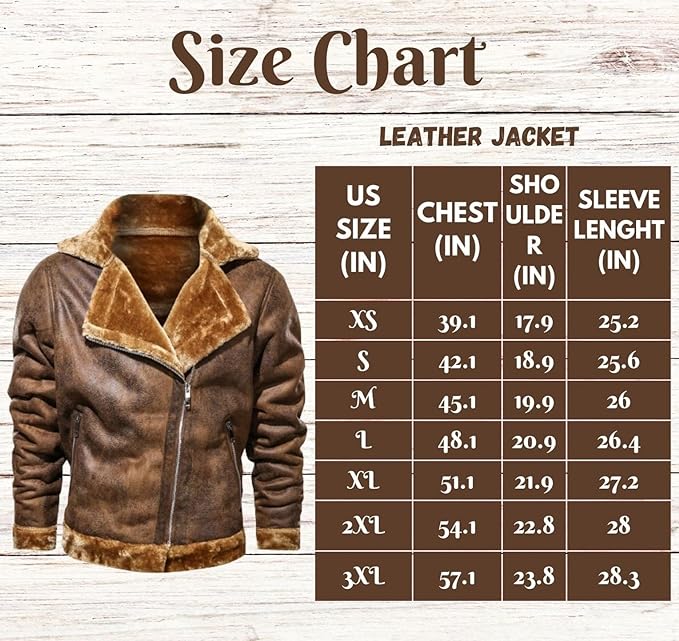 Size Chart
LEATHER JACKET
US
SIZE
(IN)
CHEST
(IN)
SHO
ULDE
R
(IN)
SLEEVE
LENGHT
(IN)
XS 39.1 17.9 25.2
S 42.1 18.9 25.6
M 45.1 19.9 26
L 48.1 20.9 26.4
XL 51.1 21.9 27.2
2XL 54.1 22.8 28
3XL 57.1 23.8 28.3